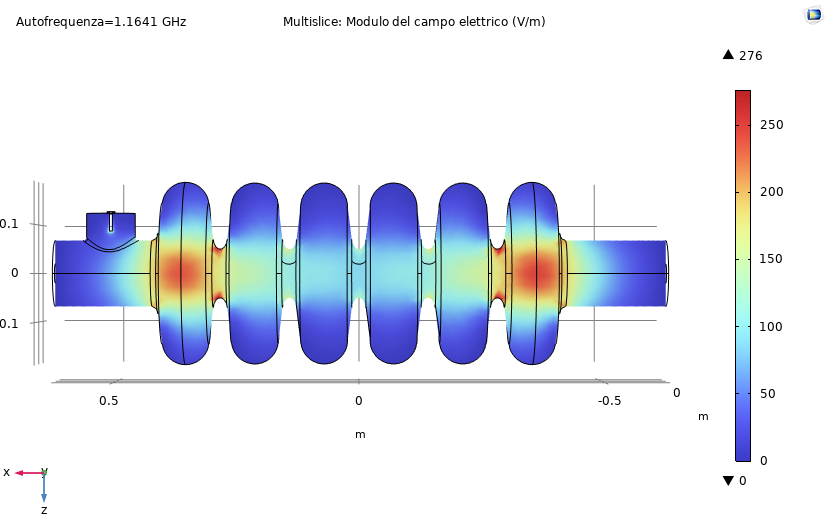 Autofrequenza=1.1641 GHz
Multislice: Modulo del campo elettrico (V/m)
276
250
200
150
100
50
0
0
0.1
0
0.1
0.5
0
-0.5
0
m
m
x
y
z